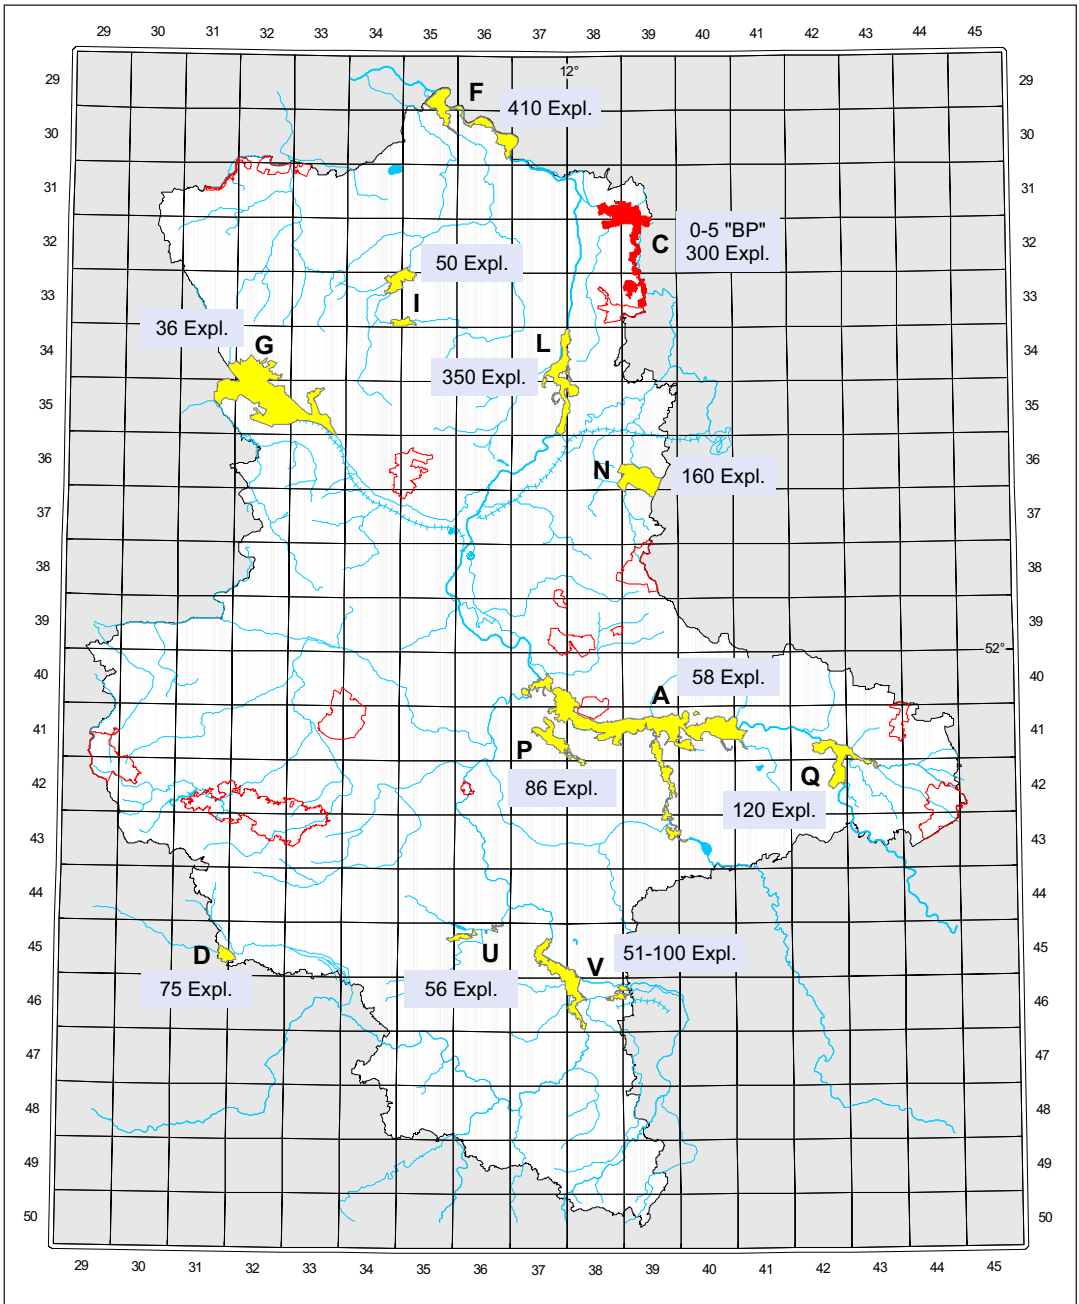 29 30 31 32 33 34 35 36 37 38 39 40 41 42 43 44 45
12°
29 29
F
410 Expl.
30 30
31 31
0-5 "BP"
C
300 Expl.
32 32
50 Expl.
33 33
I
36 Expl.
G
L
34 34
350 Expl.
35 35
36 36
N
160 Expl.
37 37
38 38
39 39
52°
40 40
58 Expl.
A
41 41
P
Q
86 Expl.
42 42
120 Expl.
43 43
44 44
45 45
D
U
V
51-100 Expl.
75 Expl.
56 Expl.
46 46
47 47
48 48
49 49
50 50
29 30 31 32 33 34 35 36 37 38 39 40 41 42 43 44 45